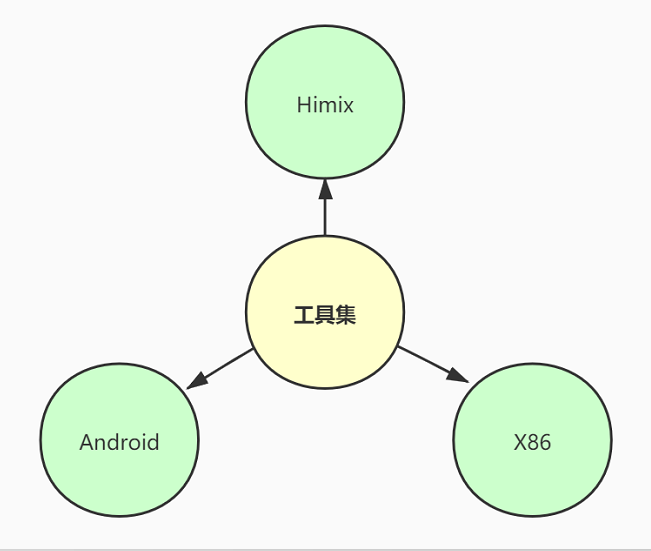 Himix
工具集
Android
X86